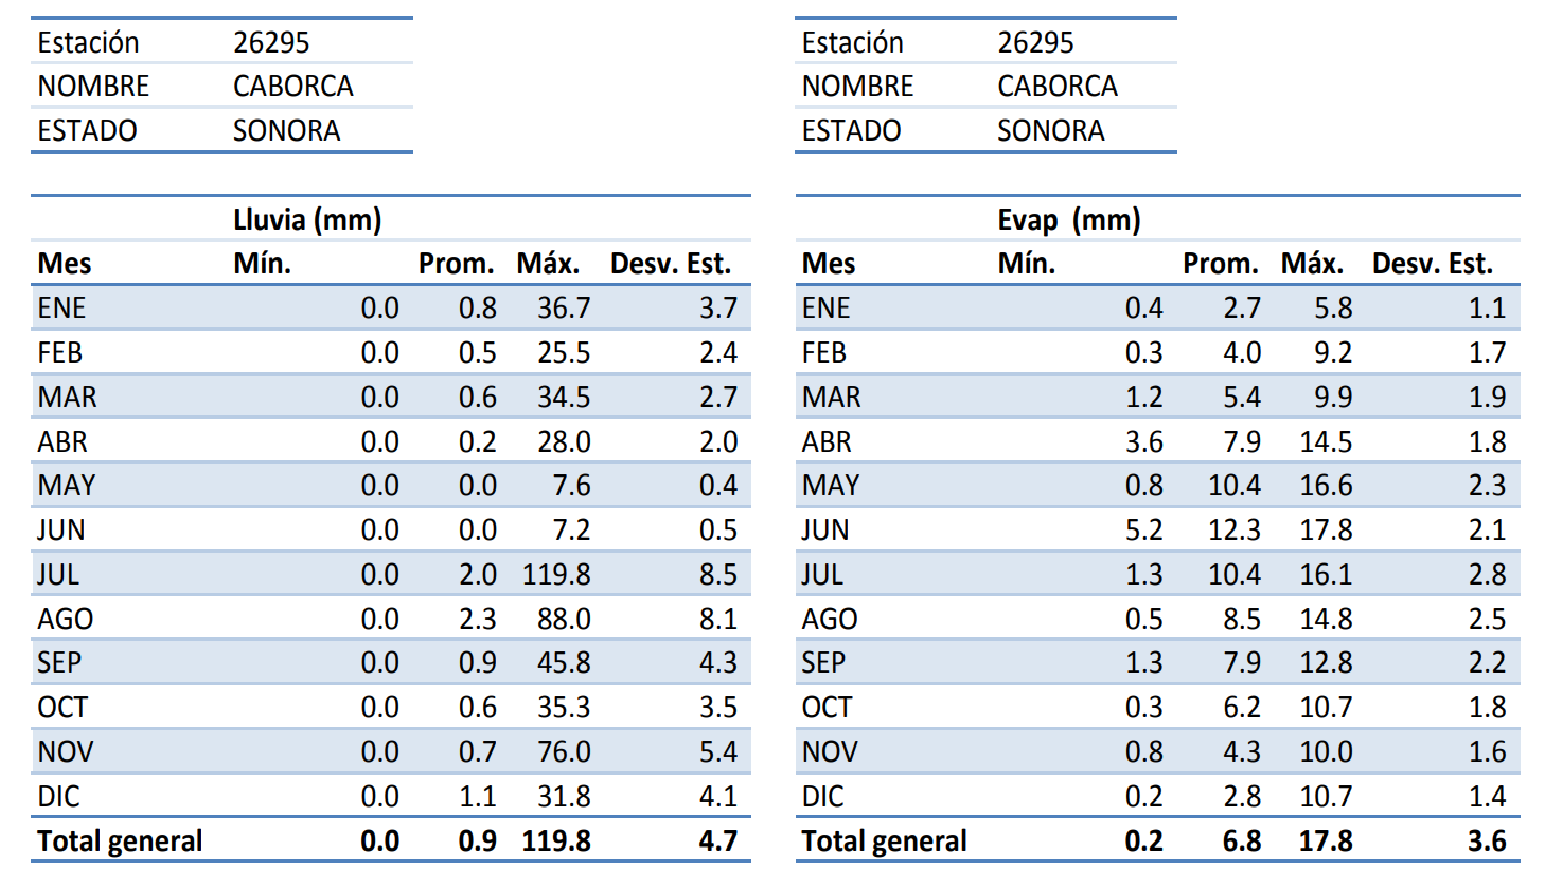 Estación 26295
NOMBRE CABORCA
ESTADO SONORA
Lluvia (mm)
Mes Mín. Prom. Máx. Desv. Est.
ENE 0.0 0.8 36.7 3.7
FEB 0.0 0.5 25.5 2.4
MAR 0.0 0.6 34.5 2.7
ABR 0.0 0.2 28.0 2.0
MAY 0.0 0.0 7.6 0.4
JUN 0.0 0.0 7.2 0.5
JUL 0.0 2.0 119.8 8.5
AGO 0.0 2.3 88.0 8.1
SEP 0.0 0.9 45.8 4.3
OCT 0.0 0.6 35.3 3.5
NOV 0.0 0.7 76.0 5.4
DIC 0.0 1.1 31.8 4.1
Total general 0.0 0.9 119.8 4.7
Estación 26295
NOMBRE CABORCA
ESTADO SONORA
Evap (mm)
Mes Mín. Prom. Máx. Desv. Est.
ENE 0.4 2.7 5.8 1.1
FEB 0.3 4.0 9.2 1.7
MAR 1.2 5.4 9.9 1.9
ABR 3.6 7.9 14.5 1.8
MAY 0.8 10.4 16.6 2.3
JUN 5.2 12.3 17.8 2.1
JUL 1.3 10.4 16.1 2.8
AGO 0.5 8.5 14.8 2.5
SEP 1.3 7.9 12.8 2.2
OCT 0.3 6.2 10.7 1.8
NOV 0.8 4.3 10.0 1.6
DIC 0.2 2.8 10.7 1.4
Total general 0.2 6.8 17.8 3.6